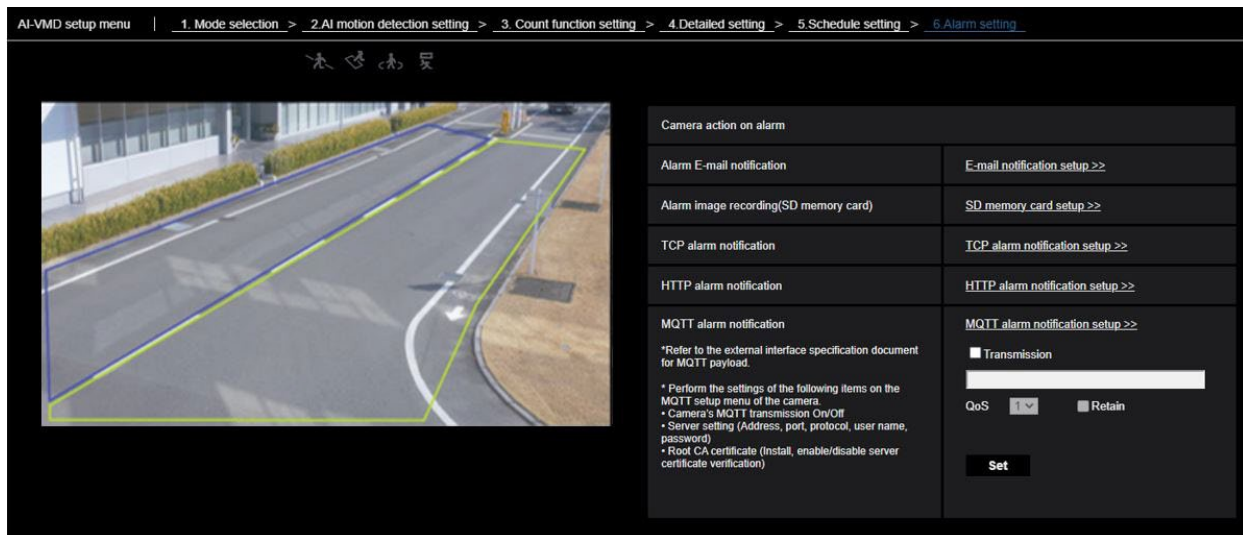 AI-VMD setup menu | 1. Mode selection > 2.AI motion detection setting > 3. Count function setting > 4.Detailed setting > 5.Schedule setting > 6.Alarm setting
Camera action on alarm
Alarm E-mail notification
E-mail notification setup >>
Alarm image recording(SD memory card)
SD memory card setup >>
TCP alarm notification
TCP alarm notification setup >>
HTTP alarm notification
HTTP alarm notification setup >>
MQTT alarm notification
*Refer to the external interface specification document
for MQTT payload.
* Perform the settings of the following items on the
MQTT setup menu of the camera.
• Camera's MQTT transmission On/Off
• Server setting (Address, port, protocol, user name,
password)
• Root CA certificate (Install, enable/disable server
certificate verification)
MQTT alarm notification setup >>
Transmission
QoS 1 Retain
Set